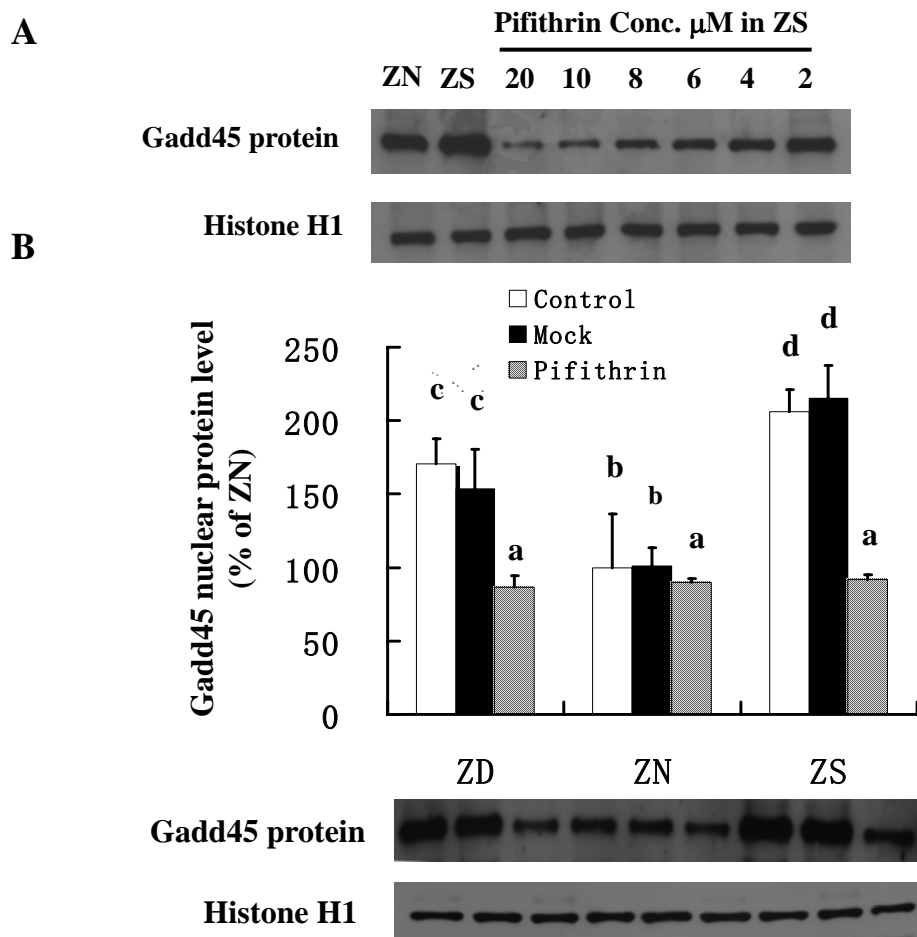 A
Pifithrin Conc. μM in ZS
ZN ZS 20 10 8 6 4 2
Gadd45 protein
Histone H1
B
Control
Mock
Pifithrin
Gadd45 nuclear protein level
(% of ZN)
250
200
150
100
50
0
c c a b b a d d a
ZD ZN ZS
Gadd45 protein
Histone H1